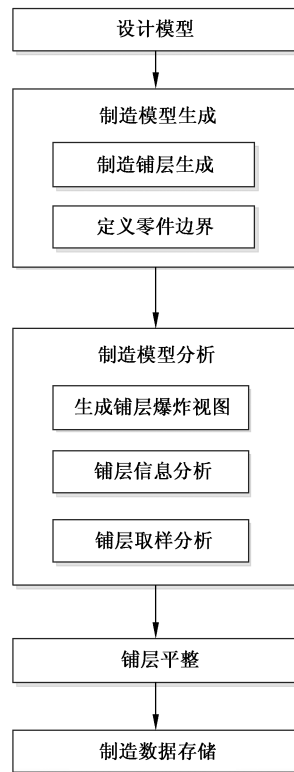 设计模型
制造模型生成
制造铺层生成
定义零件边界
制造模型分析
生成铺层爆炸视图
铺层信息分析
铺层取样分析
铺层平整
制造数据存储